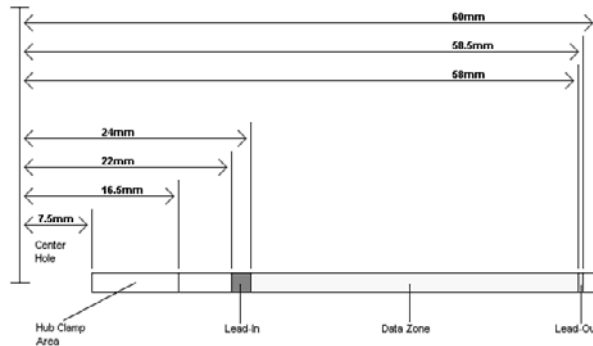 60mm
58.5mm
58mm
24mm
22mm
16.5mm
7.5mm
Center
Hole
Hub Clamp
Area
Lead-In
Data Zone
Lead-Ou